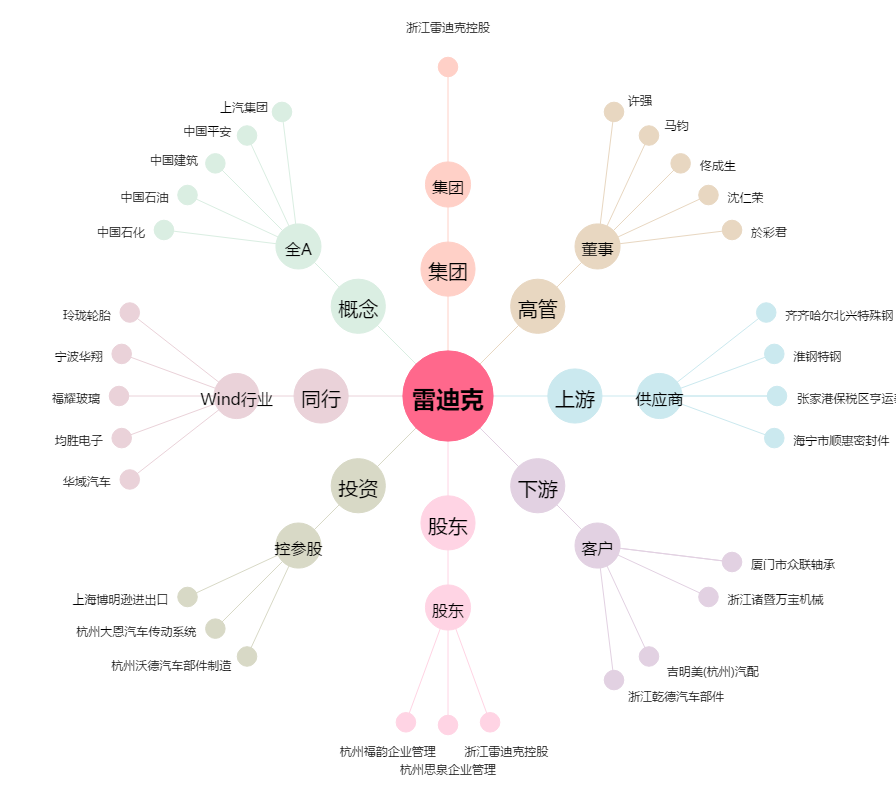 浙江雷迪克控股
集团
集团
许强
马钧
佟成生
沈仁荣
於彩君
董事
高管
上汽集团
中国平安
中国建筑
中国石油
中国石化
全A
概念
玲珑轮胎
宁波华翔
福耀玻璃
均胜电子
华域汽车
Wind行业
同行
雷迪克
上游
供应商
齐齐哈尔北兴特殊钢
淮钢特钢
张家港保税区亨运
海宁市顺惠密封件
投资
控参股
上海博明逊进出口
杭州大恩汽车传动系统
杭州沃德汽车部件制造
股东
股东
杭州福韵企业管理
浙江雷迪克控股
杭州思泉企业管理
下游
客户
厦门市众联轴承
浙江诸暨万宝机械
吉明美(杭州)汽配
浙江乾德汽车部件